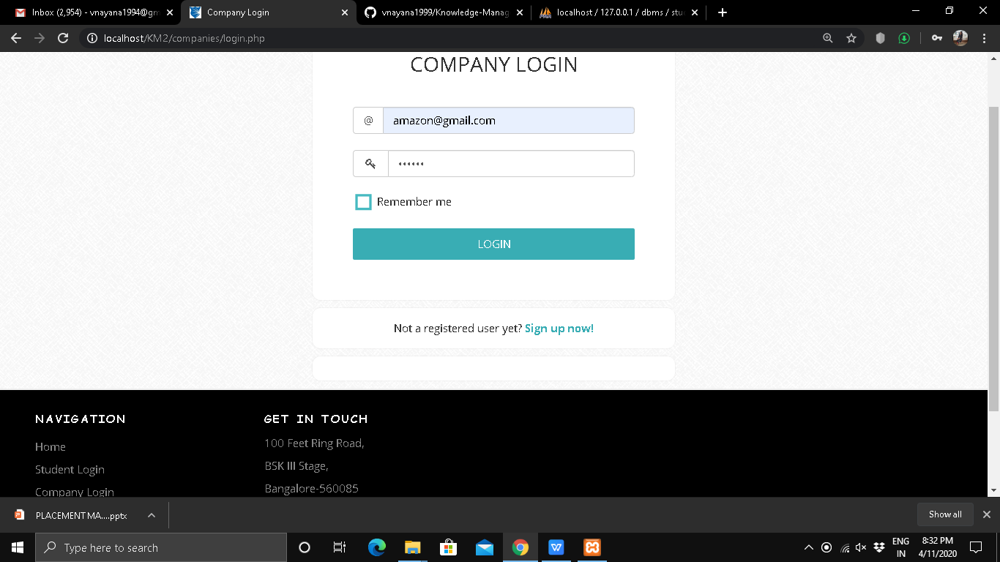 Inbox (2,954) - vnayana1994@gm
Company Login
vnayana1999/Knowledge-Manag
localhost / 127.0.0.1 / dbms / stu
localhost/KM2/companies/login.php
COMPANY LOGIN
@ amazon@gmail.com
••••••
Remember me
LOGIN
Not a registered user yet? Sign up now!
NAVIGATION
Home
Student Login
Company Login
GET IN TOUCH
100 Feet Ring Road,
BSK III Stage,
Bangalore-560085
PLACEMENT MA....pptx
Show all
Type here to search
ENG
IN
8:32 PM
4/11/2020